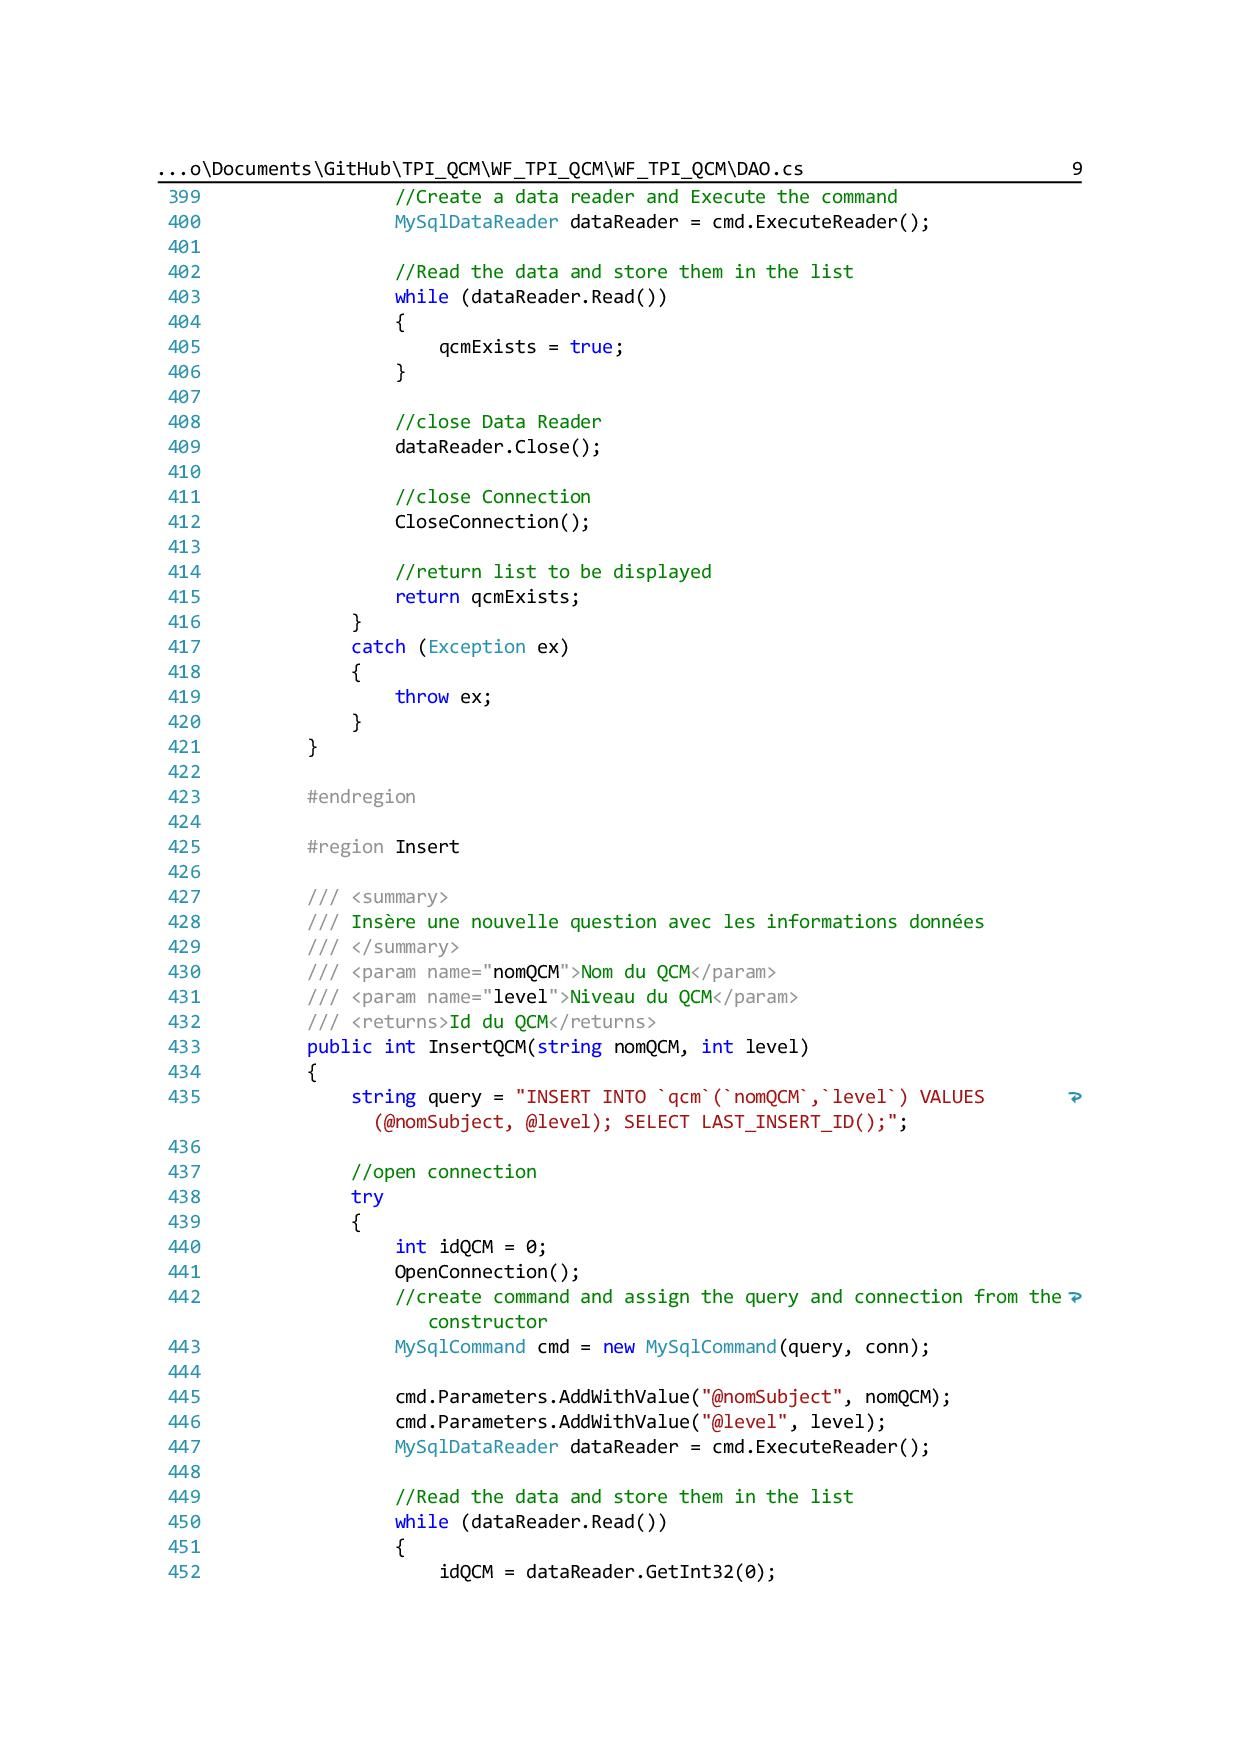 ...o\Documents\GitHub\TPI_QCM\WF_TPI_QCM\WF_TPI_QCM\DAO.cs 9
399 //Create a data reader and Execute the command
400 MySqlDataReader dataReader = cmd.ExecuteReader();
401
402 //Read the data and store them in the list
403 while (dataReader.Read())
404 {
405 qcmExists = true;
406 }
407
408 //close Data Reader
409 dataReader.Close();
410
411 //close Connection
412 CloseConnection();
413
414 //return list to be displayed
415 return qcmExists;
416 }
417 catch (Exception ex)
418 {
419 throw ex;
420 }
421 }
422
423 #endregion
424
425 #region Insert
426
427 /// <summary>
428 /// Insère une nouvelle question avec les informations données
429 /// </summary>
430 /// <param name="nomQCM">Nom du QCM</param>
431 /// <param name="level">Niveau du QCM</param>
432 /// <returns>Id du QCM</returns>
433 public int InsertQCM(string nomQCM, int level)
434 {
435 string query = "INSERT INTO `qcm`(`nomQCM`,`level`) VALUES
(@nomSubject, @level); SELECT LAST_INSERT_ID();";
436
437 //open connection
438 try
439 {
440 int idQCM = 0;
441 OpenConnection();
442 //create command and assign the query and connection from the
constructor
443 MySqlCommand cmd = new MySqlCommand(query, conn);
444
445 cmd.Parameters.AddWithValue("@nomSubject", nomQCM);
446 cmd.Parameters.AddWithValue("@level", level);
447 MySqlDataReader dataReader = cmd.ExecuteReader();
448
449 //Read the data and store them in the list
450 while (dataReader.Read())
451 {
452 idQCM = dataReader.GetInt32(0);